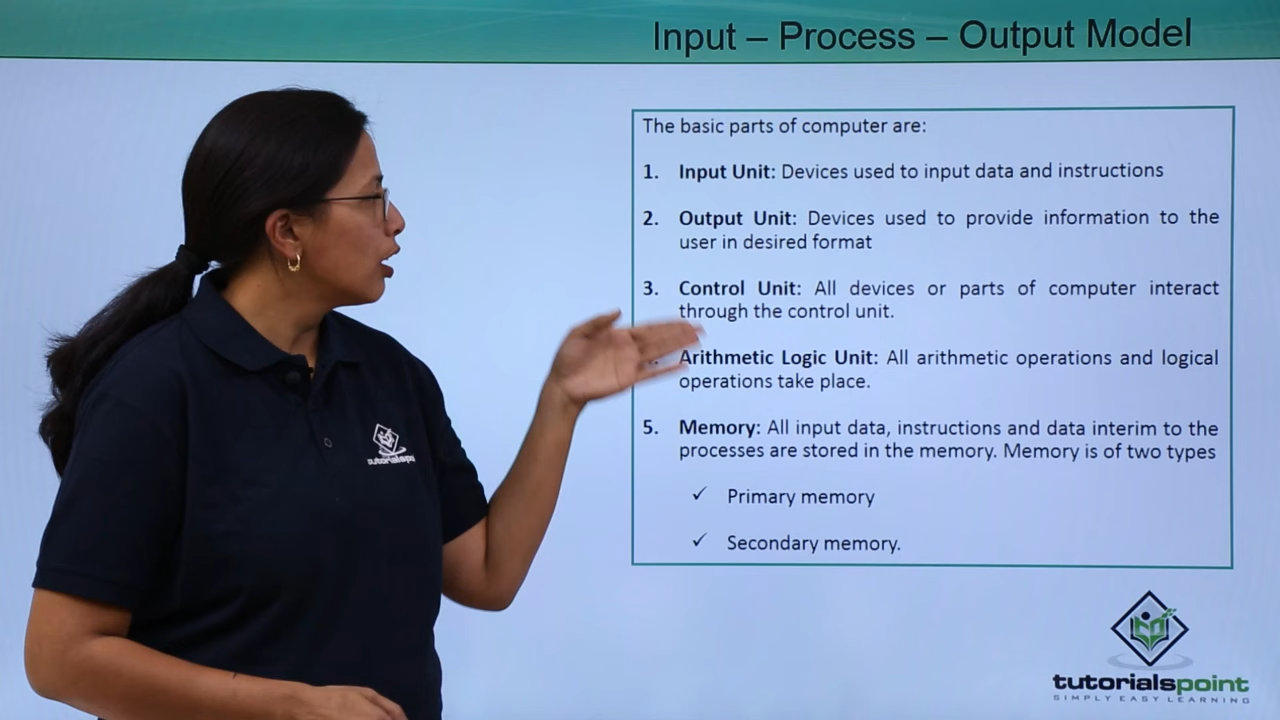 Input – Process – Output Model
The basic parts of computer are:
1. Input Unit: Devices used to input data and instructions
2. Output Unit: Devices used to provide information to the
user in desired format
3. Control Unit: All devices or parts of computer interact
through the control unit.
Arithmetic Logic Unit: All arithmetic operations and logical
operations take place.
5. Memory: All input data, instructions and data interim to the
processes are stored in the memory. Memory is of two types
✓ Primary memory
✓ Secondary memory.
tutorialspoint
SIMPLY EASY LEARNING